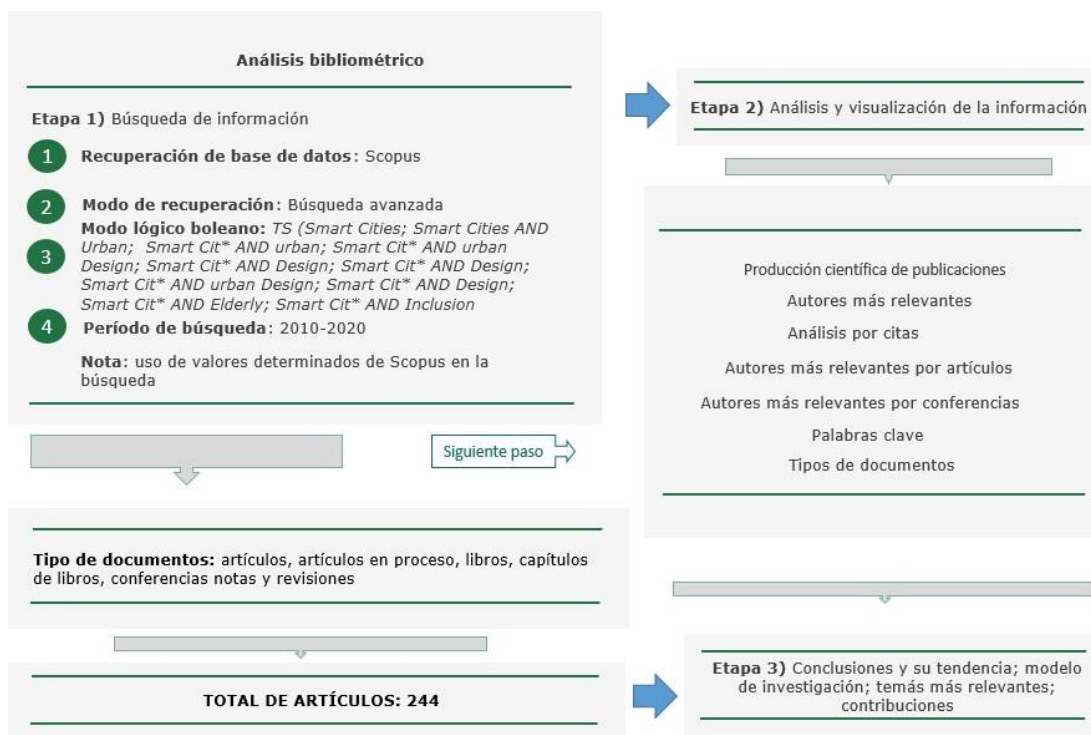 Análisis bibliométrico
Etapa 1) Búsqueda de información
1 Recuperación de base de datos: Scopus
2 Modo de recuperación: Búsqueda avanzada
3 Modo lógico boleano: TS (Smart Cities; Smart Cities AND
Urban; Smart Cit* AND urban; Smart Cit* AND urban
Design; Smart Cit* AND Design; Smart Cit* AND Design;
Smart Cit* AND urban Design; Smart Cit* AND Design;
Smart Cit* AND Elderly; Smart Cit* AND Inclusion
4 Período de búsqueda: 2010-2020
Nota: uso de valores determinados de Scopus en la
búsqueda
Siguiente paso
Tipo de documentos: artículos, artículos en proceso, libros, capítulos
de libros, conferencias notas y revisiones
TOTAL DE ARTÍCULOS: 244
Etapa 2) Análisis y visualización de la información
Producción científica de publicaciones
Autores más relevantes
Análisis por citas
Autores más relevantes por artículos
Autores más relevantes por conferencias
Palabras clave
Tipos de documentos
Etapa 3) Conclusiones y su tendencia; modelo
de investigación; temás más relevantes;
contribuciones